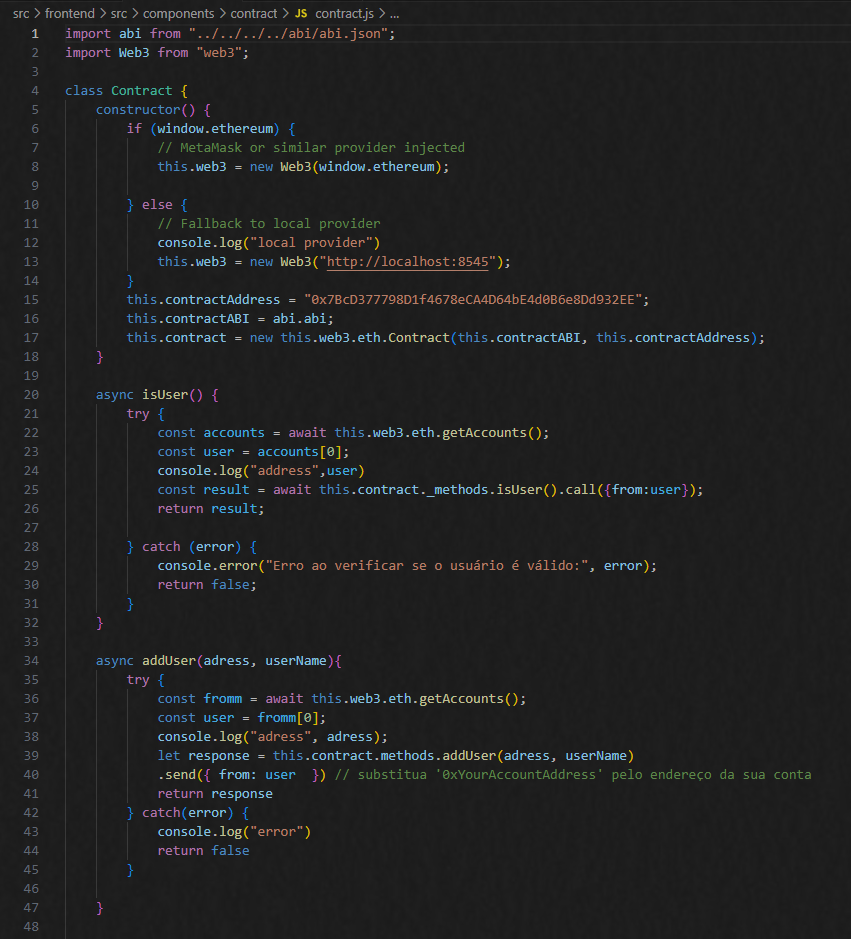 src > frontend > src > components > contract > JS contract.js > ...
1 import abi from "../../../../abi/abi.json";
2 import Web3 from "web3";
3
4 class Contract {
5     constructor() {
6         if (window.ethereum) {
7             // MetaMask or similar provider injected
8             this.web3 = new Web3(window.ethereum);
9
10         } else {
11             // Fallback to local provider
12             console.log("local provider")
13             this.web3 = new Web3("http://localhost:8545");
14         }
15         this.contractAddress = "0x7BcD377798D1f4678eCA4D64bE4d0B6e8Dd932EE";
16         this.contractABI = abi.abi;
17         this.contract = new this.web3.eth.Contract(this.contractABI, this.contractAddress);
18     }
19
20     async isUser() {
21         try {
22             const accounts = await this.web3.eth.getAccounts();
23             const user = accounts[0];
24             console.log("address",user)
25             const result = await this.contract._methods.isUser().call({from:user});
26             return result;
27
28         } catch (error) {
29             console.error("Erro ao verificar se o usuário é válido:", error);
30             return false;
31         }
32     }
33
34     async addUser(adress, userName){
35         try {
36             const fromm = await this.web3.eth.getAccounts();
37             const user = fromm[0];
38             console.log("adress", adress);
39             let response = this.contract.methods.addUser(adress, userName)
40             .send({ from: user  }) // substitua '0xYourAccountAddress' pelo endereço da sua conta
41             return response
42         } catch(error) {
43             console.log("error")
44             return false
45         }
46
47     }
48